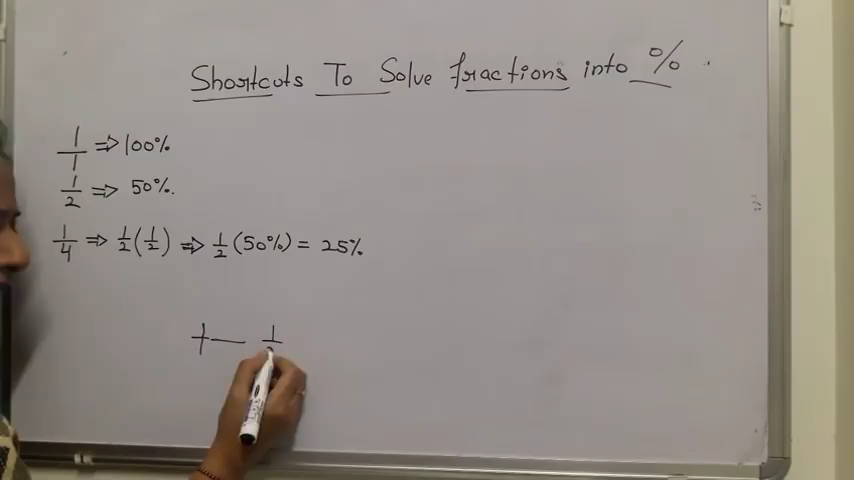 Shortcuts To Solve fractions into %
1/1 ⇒ 100%
1/2 ⇒ 50%.
1/4 ⇒ 1/2 (1/2) ⇒ 1/2 (50%) = 25%